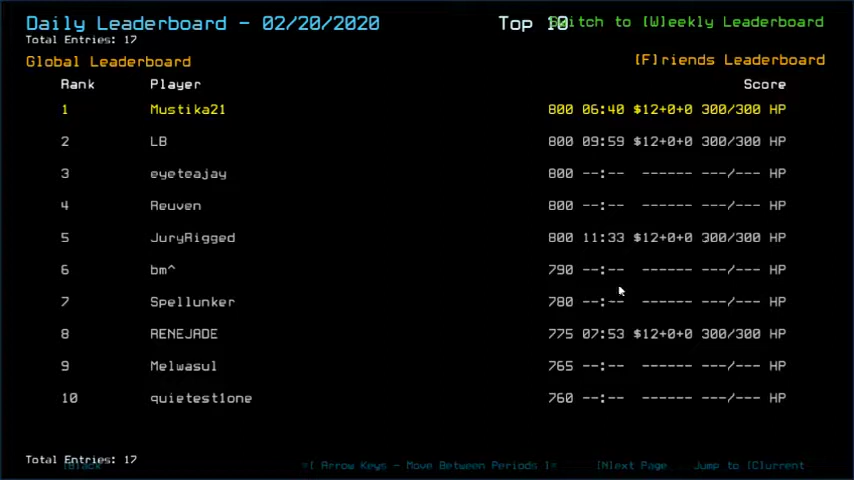 Daily Leaderboard - 02/20/2020 Top 10 Switch to [W]eekly Leaderboard
Total Entries: 17
Global Leaderboard [F]riends Leaderboard
Rank Player Score
1 Mustika21 800 06:40 $12+0+0 300/300 HP
2 LB 800 09:59 $12+0+0 300/300 HP
3 eyeteajay 800 --:-- ------ ---/--- HP
4 Reuven 800 --:-- ------ ---/--- HP
5 JuryRigged 800 11:33 $12+0+0 300/300 HP
6 bm^ 790 --:-- ------ ---/--- HP
7 Spellunker 780 --:-- ------ ---/--- HP
8 RENEJADE 775 07:53 $12+0+0 300/300 HP
9 Melwasul 765 --:-- ------ ---/--- HP
10 quietest1one 760 --:-- ------ ---/--- HP
Total Entries: 17
[B]ack =[ Arrow Keys - Move Between Periods ]= [N]ext Page Jump to [C]urrent